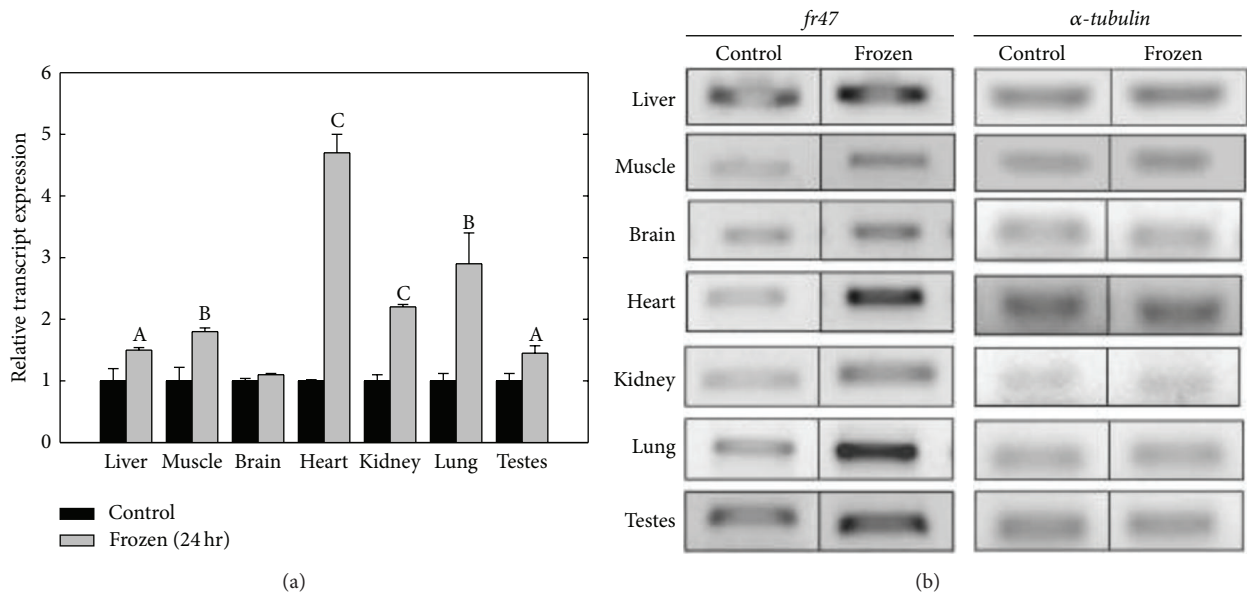 Relative transcript expression
6
5
4
3
2
1
0
A
B
C
C
B
A
Liver Muscle Brain Heart Kidney Lung Testes
Control
Frozen (24 hr)
(a)
fr47 α-tubulin
Control Frozen Control Frozen
Liver
Muscle
Brain
Heart
Kidney
Lung
Testes
(b)